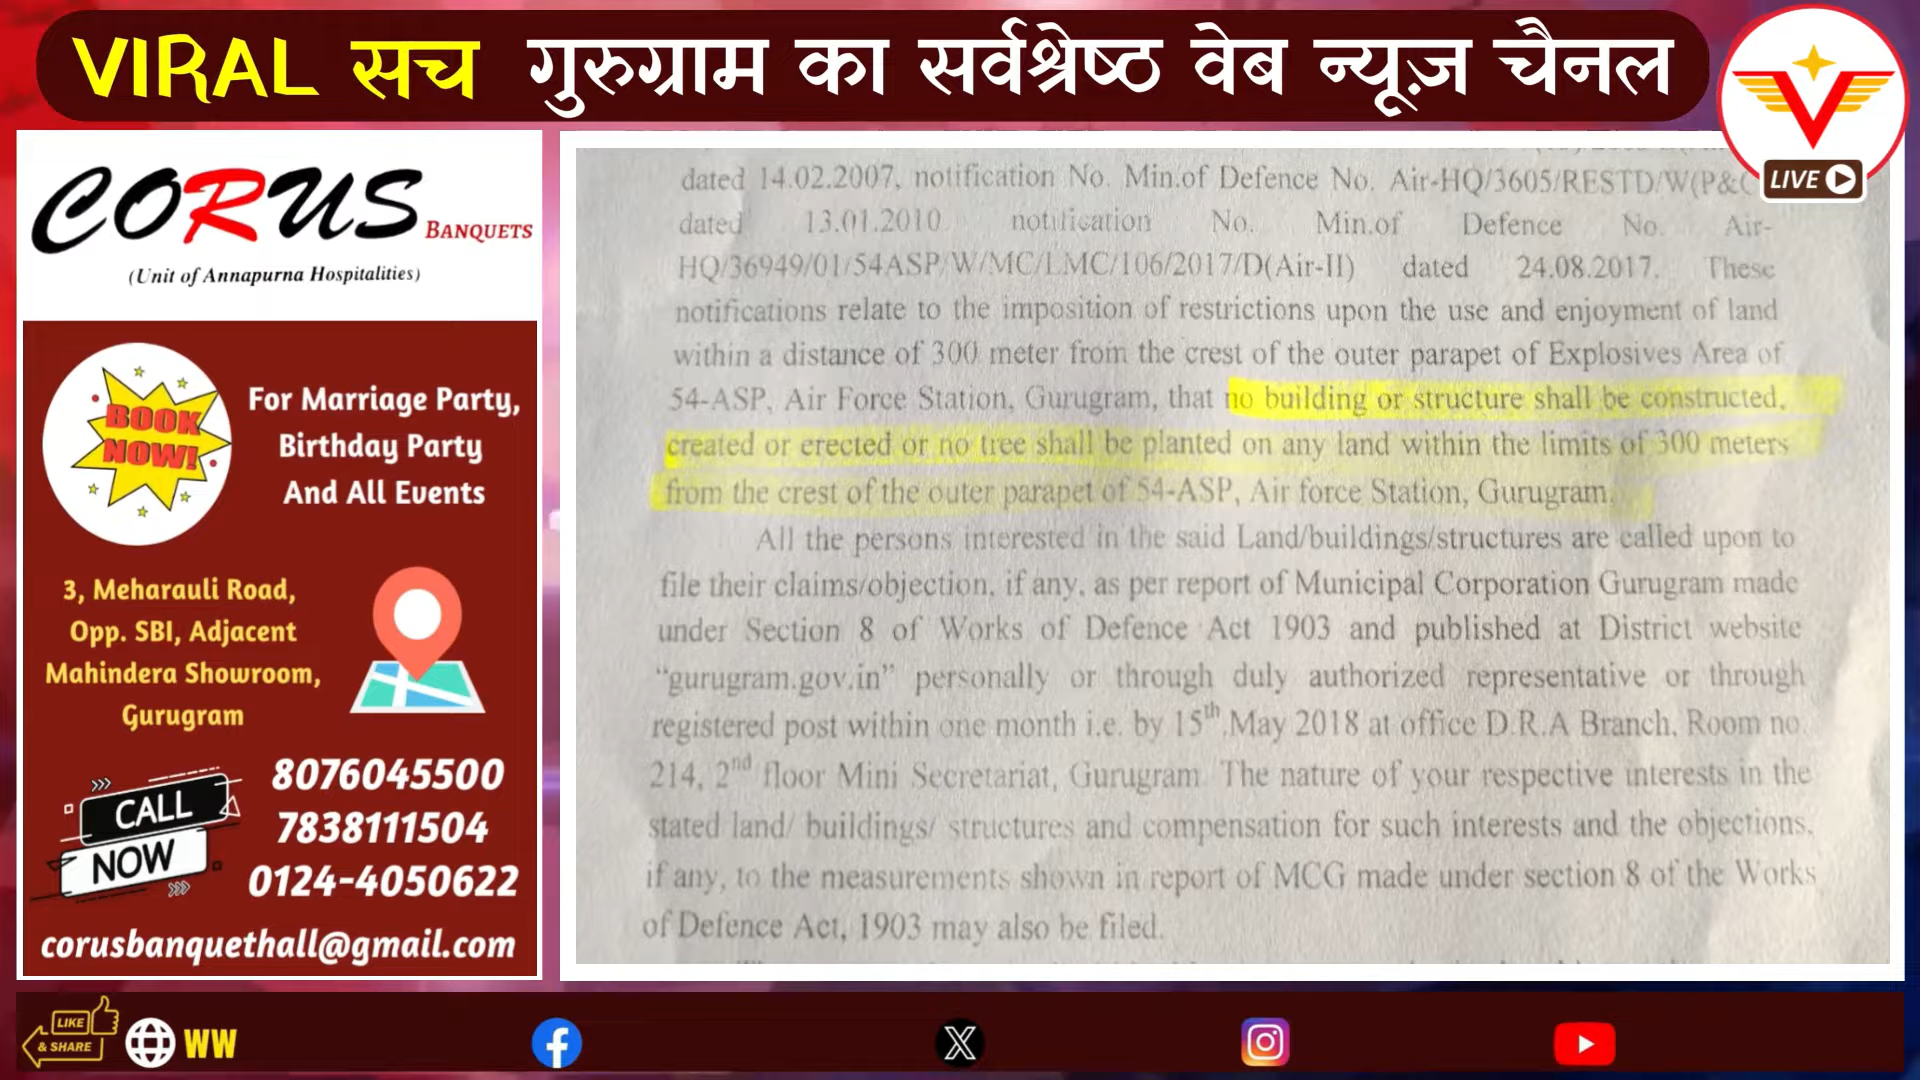 VIRAL सच गुरुग्राम का सर्वश्रेष्ठ वेब न्यूज़ चैनल
V
LIVE
CORUS BANQUETS
(Unit of Annapurna Hospitalities)
BOOK
NOW!
For Marriage Party,
Birthday Party
And All Events
3, Meharauli Road,
Opp. SBI, Adjacent
Mahindera Showroom,
Gurugram
CALL
NOW
8076045500
7838111504
0124-4050622
corusbanquethall@gmail.com
dated 14.02.2007, notification No. Min.of Defence No. Air-HQ/3605/RESTD/W(P&C
dated 13.01.2010 notification No. Min.of Defence No. Air-
HQ/36949/01/54ASP/W/MC/LMC/106/2017/D(Air-II) dated 24.08.2017. These
notifications relate to the imposition of restrictions upon the use and enjoyment of land
within a distance of 300 meter from the crest of the outer parapet of Explosives Area of
54-ASP, Air Force Station, Gurugram, that no building or structure shall be constructed,
created or erected or no tree shall be planted on any land within the limits of 300 meters
from the crest of the outer parapet of 54-ASP, Air force Station, Gurugram.
All the persons interested in the said Land/buildings/structures are called upon to
file their claims/objection, if any, as per report of Municipal Corporation Gurugram made
under Section 8 of Works of Defence Act 1903 and published at District website
“gurugram.gov.in” personally or through duly authorized representative or through
registered post within one month i.e. by 15th May 2018 at office D.R.A Branch, Room no.
214, 2nd floor Mini Secretariat, Gurugram. The nature of your respective interests in the
stated land/ buildings/ structures and compensation for such interests and the objections,
if any, to the measurements shown in report of MCG made under section 8 of the Works
of Defence Act, 1903 may also be filed.
LIKE
& SHARE
WW